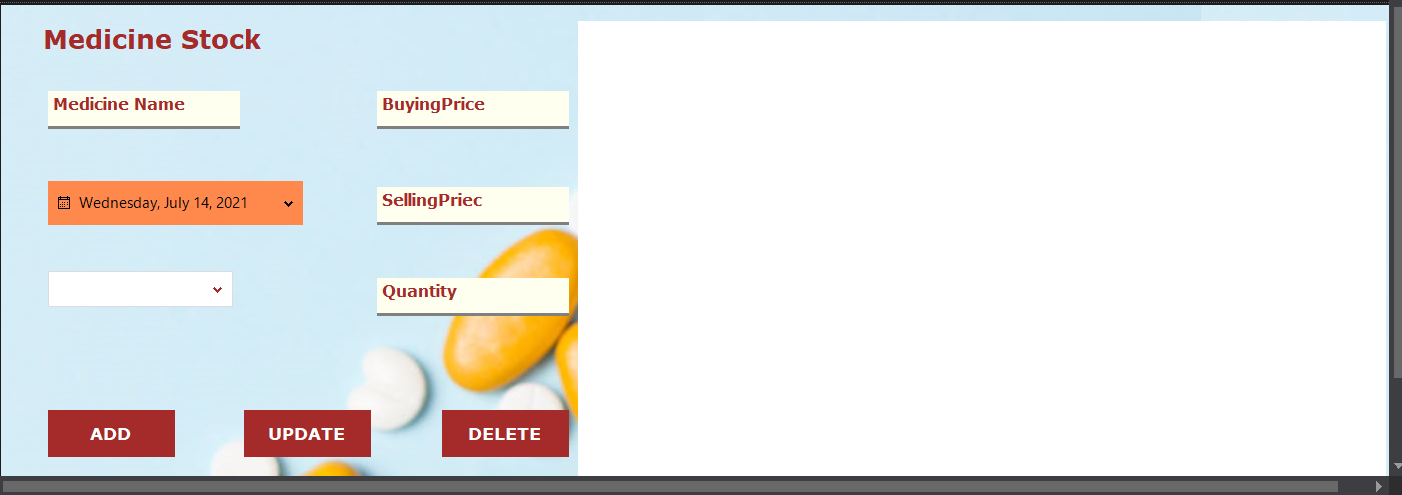 Medicine Stock
Medicine Name
BuyingPrice
Wednesday, July 14, 2021
SellingPriec
Quantity
ADD
UPDATE
DELETE